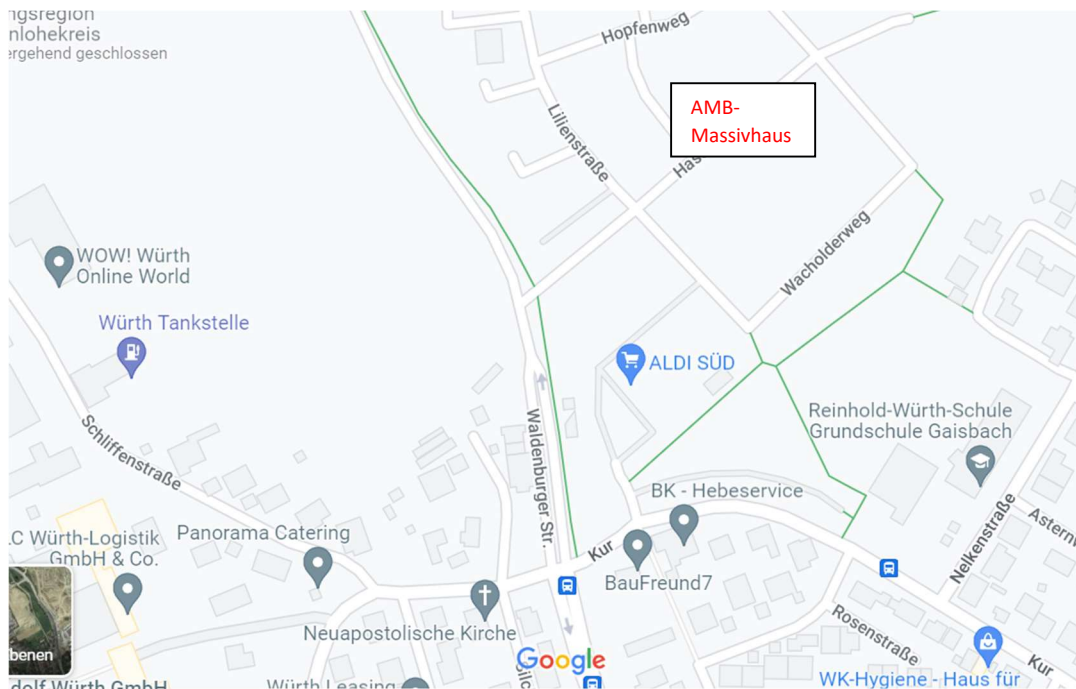 ngsregion
nlohekreis
ergehend geschlossen
Hopfenweg
AMB-
Massivhaus
Lilienstraße
Has
Wacholderweg
WOW! Würth
Online World
Würth Tankstelle
ALDI SÜD
Schliffenstraße
Waldenburger Str.
Reinhold-Würth-Schule
Grundschule Gaisbach
BK - Hebeservice
Nelkenstraße
Asternw
.C Würth-Logistik
GmbH & Co.
Panorama Catering
Kur
BauFreund7
Rosenstraße
Neuapostolische Kirche
benen
Google
Kur
WK-Hygiene - Haus für
dolf Würth GmbH
Würth Leasing